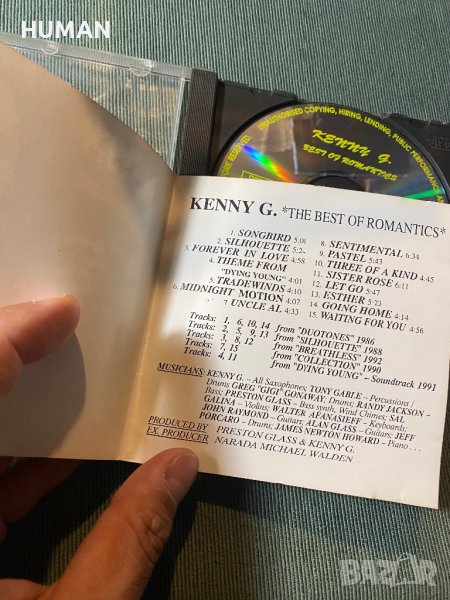 HUMAN
UNAUTHORISED COPYING, HIRING, LENDING, PUBLIC PERFORMANCE
WORK RESERVED.
KENNY G.
BEST OF ROMANTICS
KENNY G. *THE BEST OF ROMANTICS*
1. SONGBIRD 5:01
2. SILHOUETTE 5:2
3. FOREVER IN LOVE 4:58
4. THEME FROM
"DYING YOUNG" 4:01
5. TRADEWINDS 4:10
6. MIDNIGHT MOTION 4:07
7 UNCLE AL 4:33
8. SENTIMENTAL 6:34
9. PASTEL 5:43
10. THREE OF A KIND 4:45
11. SISTER ROSE 6:11
12. LET GO 5:47
13. ESTHER 5:23
14. GOING HOME 4:14
15. WAITING FOR YOU 4:56
Tracks: 1, 6, 10, 14 from "DUOTONES" 1986
Tracks: 2, 5, 9, 13 from "SILHOUETTE" 1988
Tracks: 3, 8, 12 from "BREATHLESS" 1992
Tracks: 7, 15 from "COLLECTION" 1990
Tracks: 4, 11 from "DYING YOUNG" – Soundtrack 1991
MUSICIANS: KENNY G. – All Saxophones; TONY GABLE – Percussions /
Drums GREG "GIGI" GONAWAY; Drums; RANDY JACKSON –
Bass; PRESTON GLASS – Bass synth, Wind Chimes; SAL
GALINA – Violins; WALTER AFANASIEFF – Keyboards;
JOHN RAYMOND – Guitars; ALAN GLASS – Guitars; JEFF
PORCARO – Drums; JAMES NEWTON HOWARD – Piano . . .
PRODUCED BY PRESTON GLASS & KENNY G.
EX. PRODUCER NARADA MICHAEL WALDEN
BAZAR